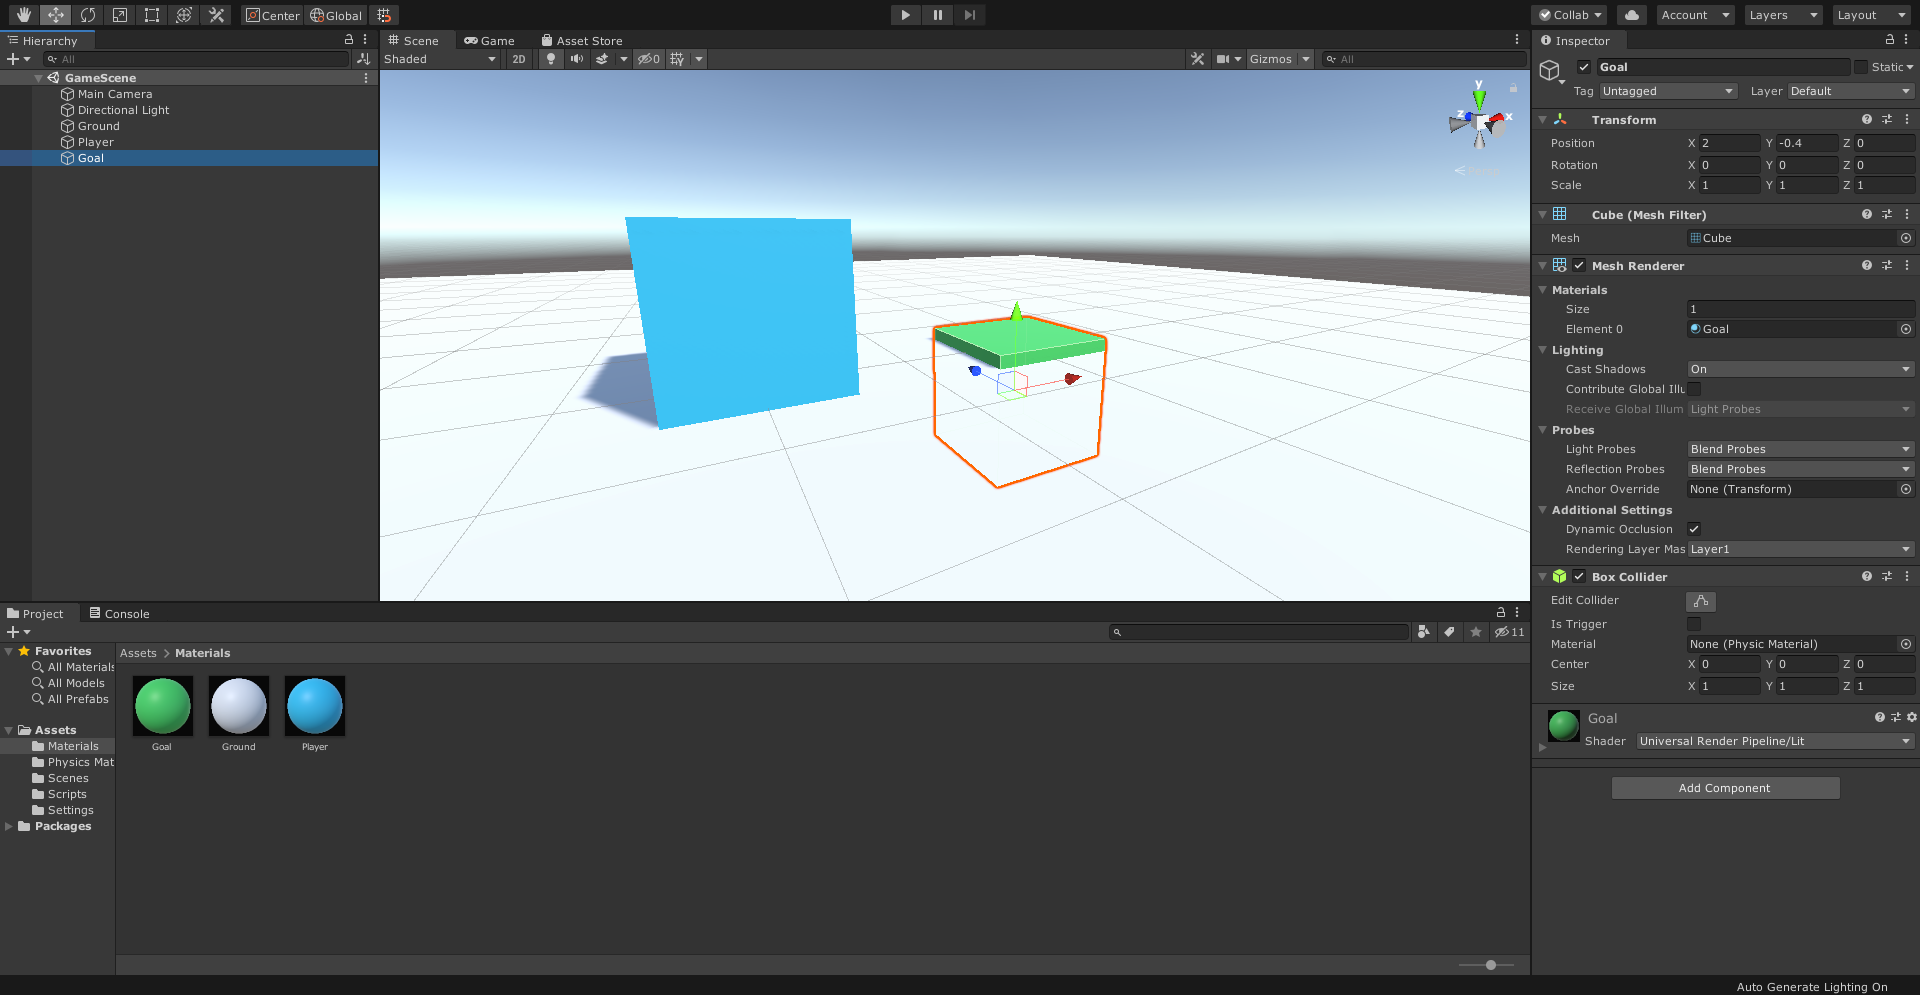 Center Global Collab Account Layers Layout
Hierarchy
All
GameScene
Main Camera
Directional Light
Ground
Player
Goal
Scene Game Asset Store
Shaded 2D 0 Gizmos All
y
z x
Inspector
Goal Static
Tag Untagged Layer Default
Transform
Position X 2 Y -0.4 Z 0
Rotation X 0 Y 0 Z 0
Scale X 1 Y 1 Z 1
Cube (Mesh Filter)
Mesh Cube
Mesh Renderer
Materials
Size 1
Element 0 Goal
Lighting
Cast Shadows On
Contribute Global Illu
Receive Global Illum Light Probes
Probes
Light Probes Blend Probes
Reflection Probes Blend Probes
Anchor Override None (Transform)
Additional Settings
Dynamic Occlusion
Rendering Layer Mas Layer1
Box Collider
Edit Collider
Is Trigger
Material None (Physic Material)
Center X 0 Y 0 Z 0
Size X 1 Y 1 Z 1
Goal
Shader Universal Render Pipeline/Lit
Add Component
Project Console
11
Favorites
All Materials
All Models
All Prefabs
Assets
Materials
Physics Mat
Scenes
Scripts
Settings
Packages
Assets > Materials
Goal Ground Player
Auto Generate Lighting On